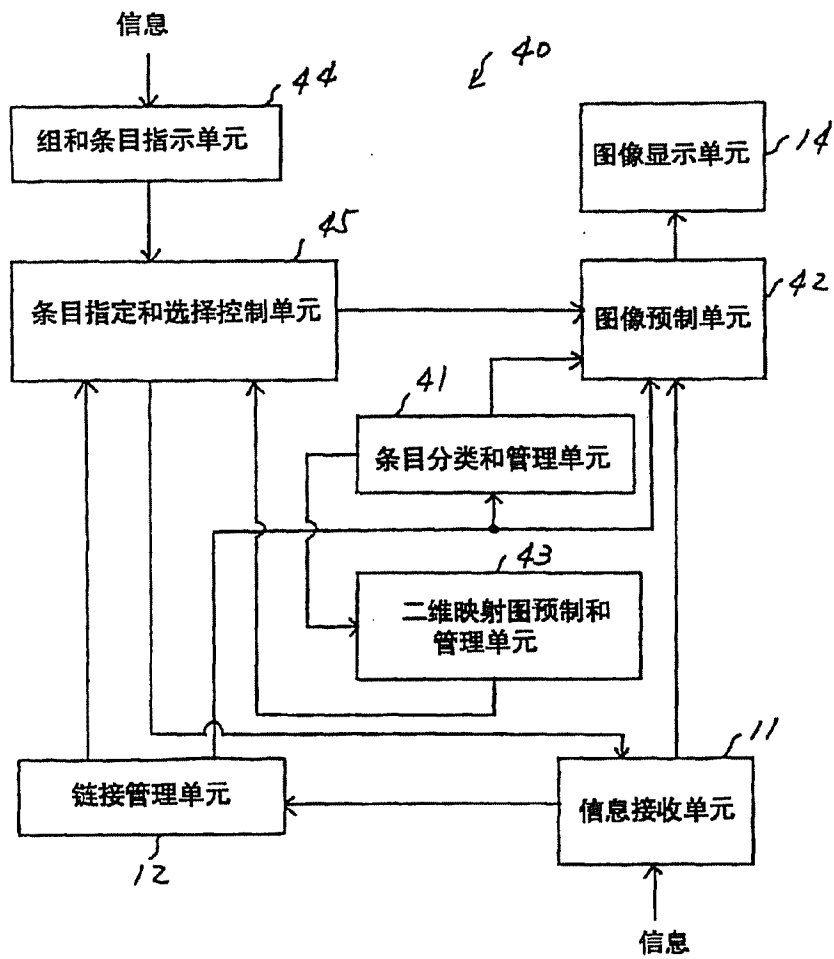 信息
40
44
组和条目指示单元
图像显示单元
14
45
条目指定和选择控制单元
图像预制单元
42
41
条目分类和管理单元
43
二维映射图预制和
管理单元
11
链接管理单元
信息接收单元
12
信息